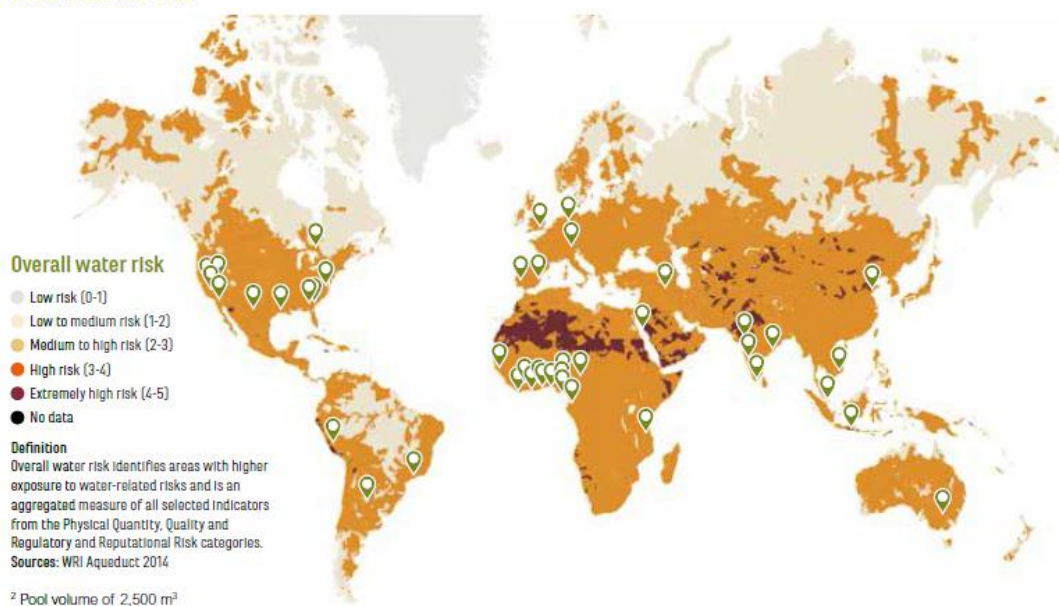 Overall water risk
Low risk (0-1)
Low to medium risk (1-2)
Medium to high risk (2-3)
High risk (3-4)
Extremely high risk (4-5)
No data
Definition
Overall water risk identifies areas with higher
exposure to water-related risks and is an
aggregated measure of all selected indicators
from the Physical Quantity, Quality and
Regulatory and Reputational Risk categories.
Sources: WRI Aqueduct 2014
² Pool volume of 2,500 m³